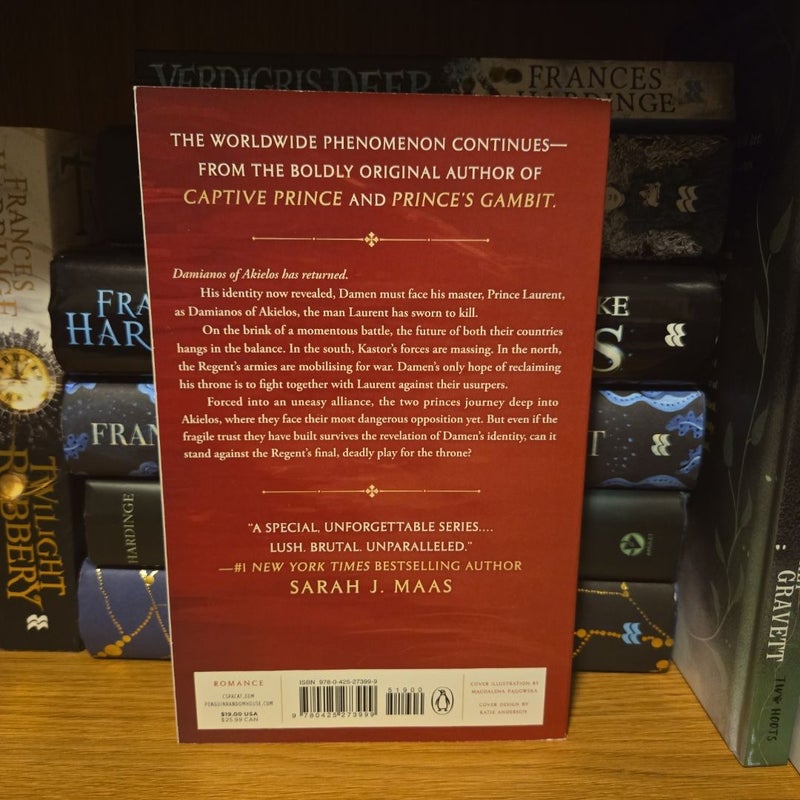 VERDIGRIS DEEP
FRANCES
HARDINGE
THE WORLDWIDE PHENOMENON CONTINUES—
FROM THE BOLDLY ORIGINAL AUTHOR OF
CAPTIVE PRINCE AND PRINCE'S GAMBIT.
Damianos of Akielos has returned.
His identity now revealed, Damen must face his master, Prince Laurent,
as Damianos of Akielos, the man Laurent has sworn to kill.
On the brink of a momentous battle, the future of both their countries
hangs in the balance. In the south, Kastor's forces are massing. In the north,
the Regent's armies are mobilising for war. Damen's only hope of reclaiming
his throne is to fight together with Laurent against their usurpers.
Forced into an uneasy alliance, the two princes journey deep into
Akielos, where they face their most dangerous opposition yet. But even if the
fragile trust they have built survives the revelation of Damen's identity, can it
stand against the Regent's final, deadly play for the throne?
"A SPECIAL, UNFORGETTABLE SERIES....
LUSH. BRUTAL. UNPARALLELED."
—#1 NEW YORK TIMES BESTSELLING AUTHOR
SARAH J. MAAS
ROMANCE
CSPACAT.COM
PENGUINRANDOMHOUSE.COM
$19.00 USA
$25.99 CAN
ISBN 978-0-425-27399-9
51900
9 780425 273999
COVER ILLUSTRATION BY
MAGDALENA PAGOWSKA
COVER DESIGN BY
KATIE ANDERSON
FRANCES
TWILIGHT
ROBBERY
FRA
HAR
FRAN
HARDINGE
KE
S
T
GRAVETT
TWO HOOTS